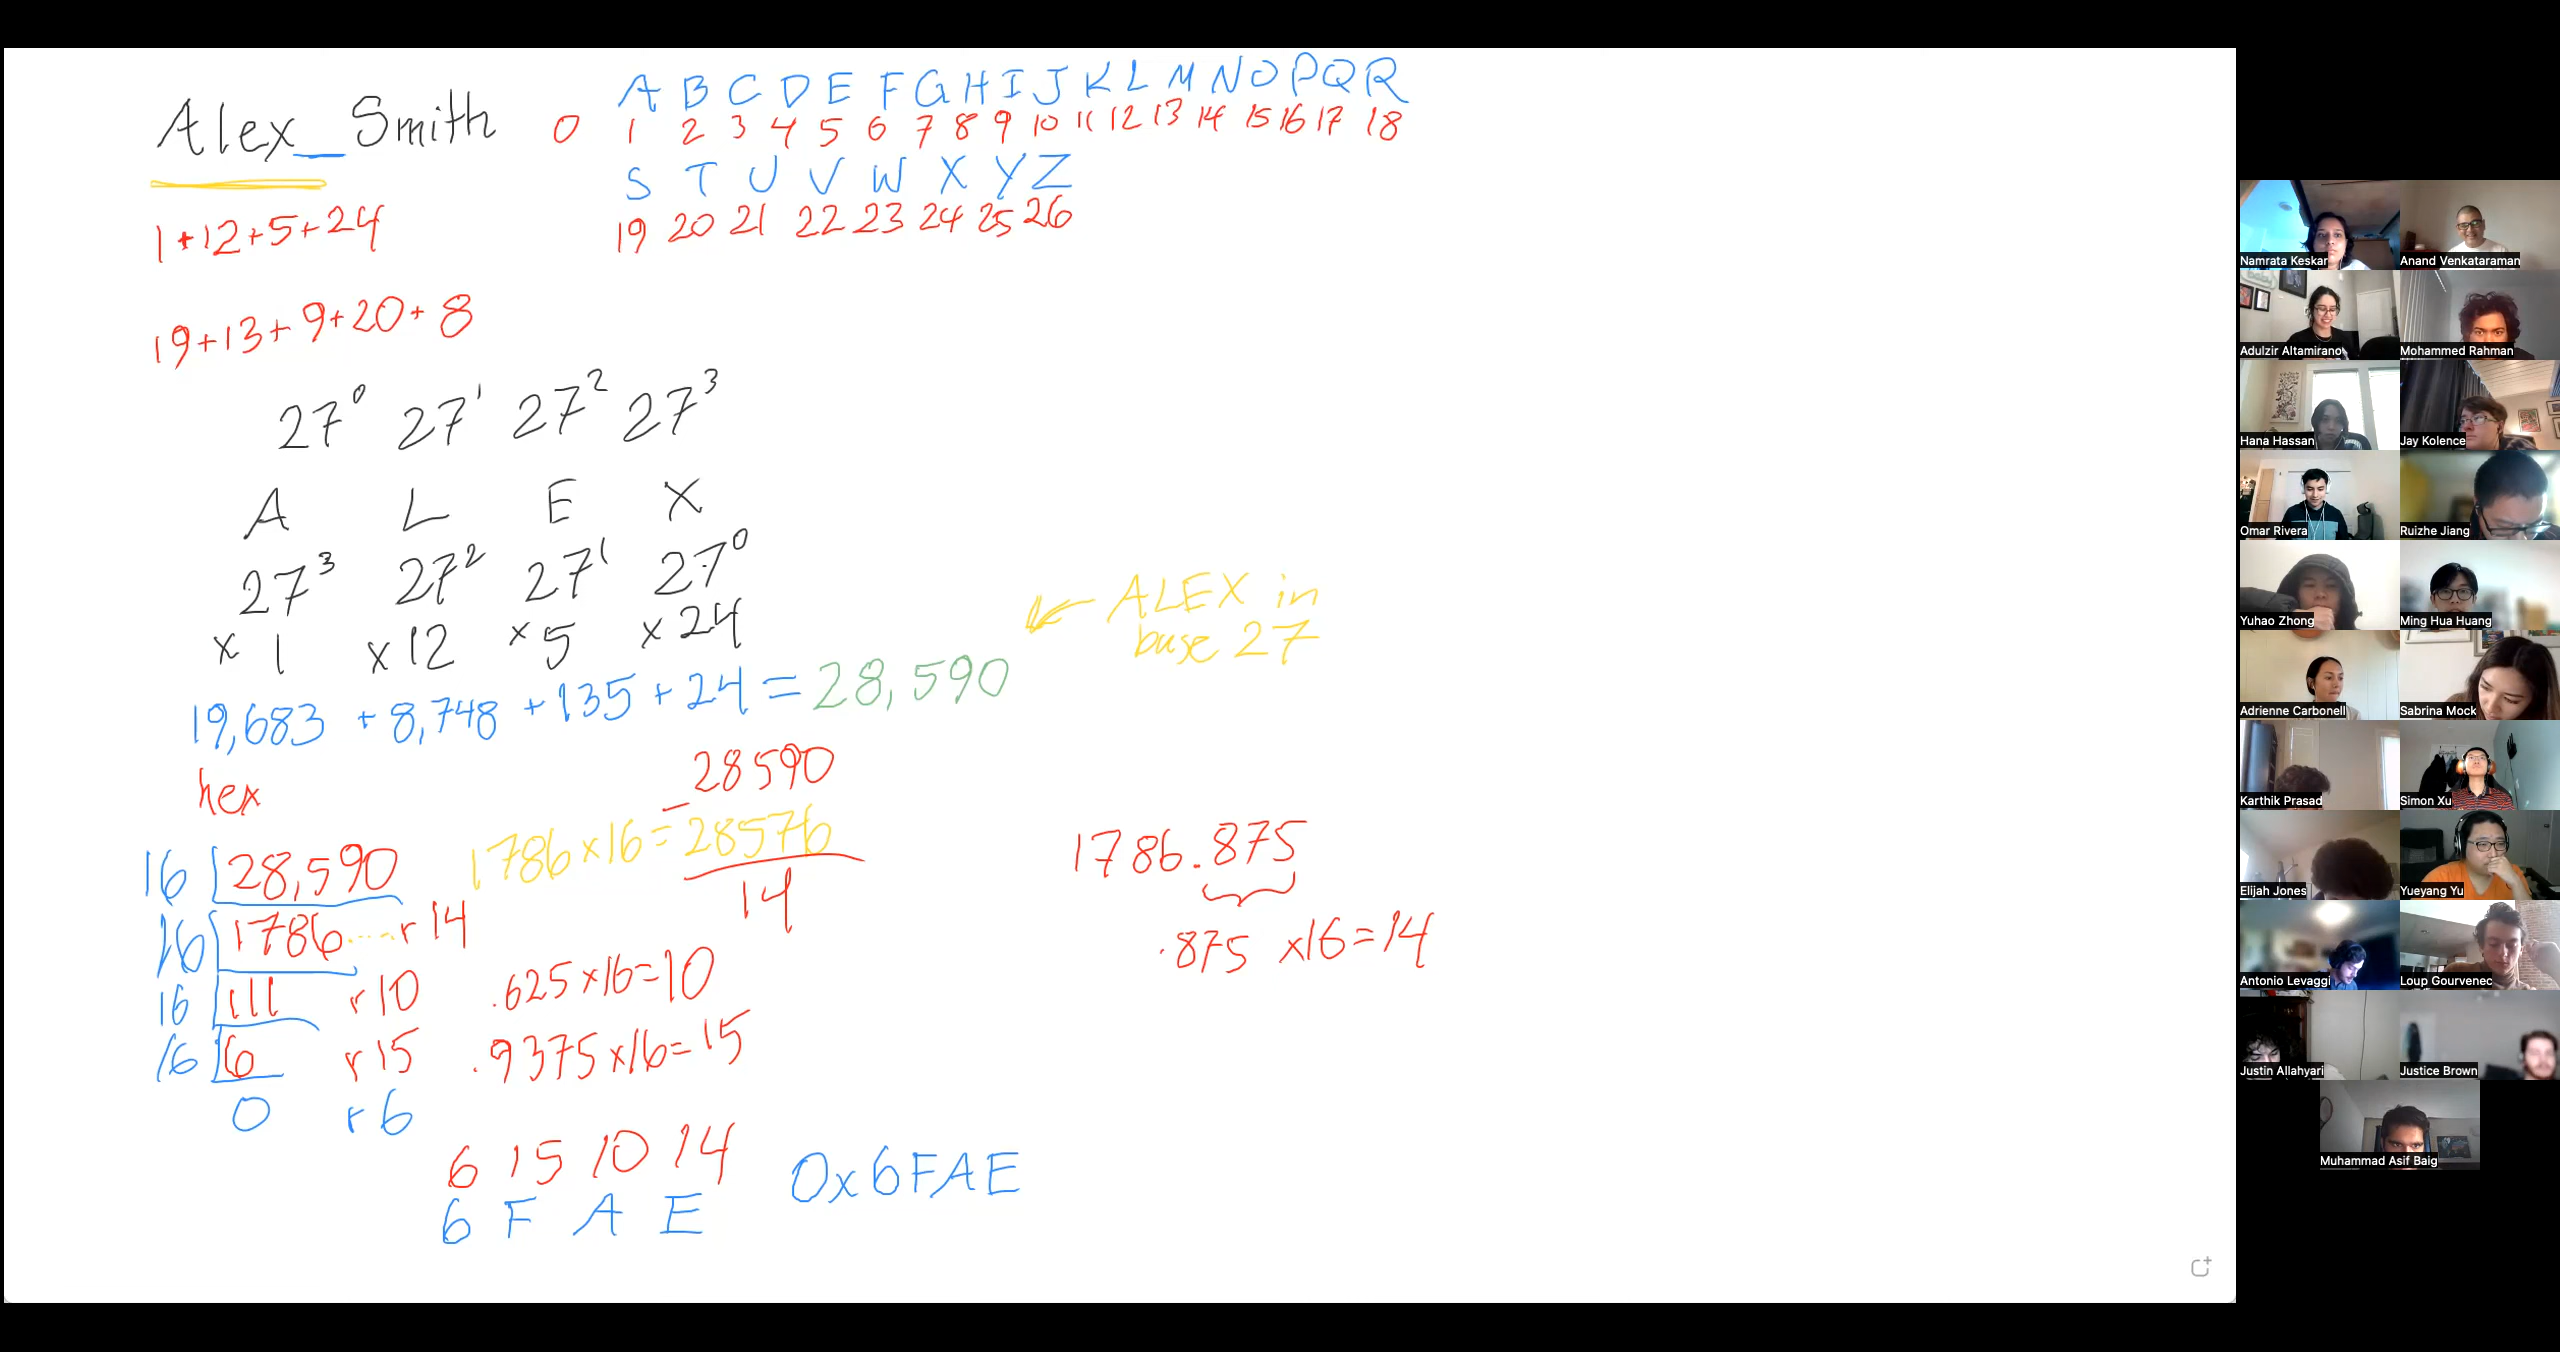 Alex_Smith
0 A B C D E F G H I J K L M N O P Q R
1 2 3 4 5 6 7 8 9 10 11 12 13 14 15 16 17 18
S T U V W X Y Z
19 20 21 22 23 24 25 26
1+12+5+24
19+13+9+20+8
27⁰ 27¹ 27² 27³
A L E X
27³ 27² 27¹ 27⁰
x 1 x 12 x 5 x 24
← ALEX in
base 27
19,683 + 8,748 + 135 + 24 = 28,590
hex
28590
1786x16= - 28576
14
16 28,590
16 1786 .... r 14
16 111 r 10
16 6 r 15
0 r 6
.625x16=10
.9375x16=15
1786.875
.875 x16=14
6 15 10 14
6 F A E
0x6FAE
Namrata Keskar
Anand Venkataraman
Adulzir Altamirano
Mohammed Rahman
Hana Hassan
Jay Kolence
Omar Rivera
Ruizhe Jiang
Yuhao Zhong
Ming Hua Huang
Adrienne Carbonell
Sabrina Mock
Karthik Prasad
Simon Xu
Elijah Jones
Yueyang Yu
Antonio Levaggi
Loup Gourvenec
Justin Allahyari
Justice Brown
Muhammad Asif Baig